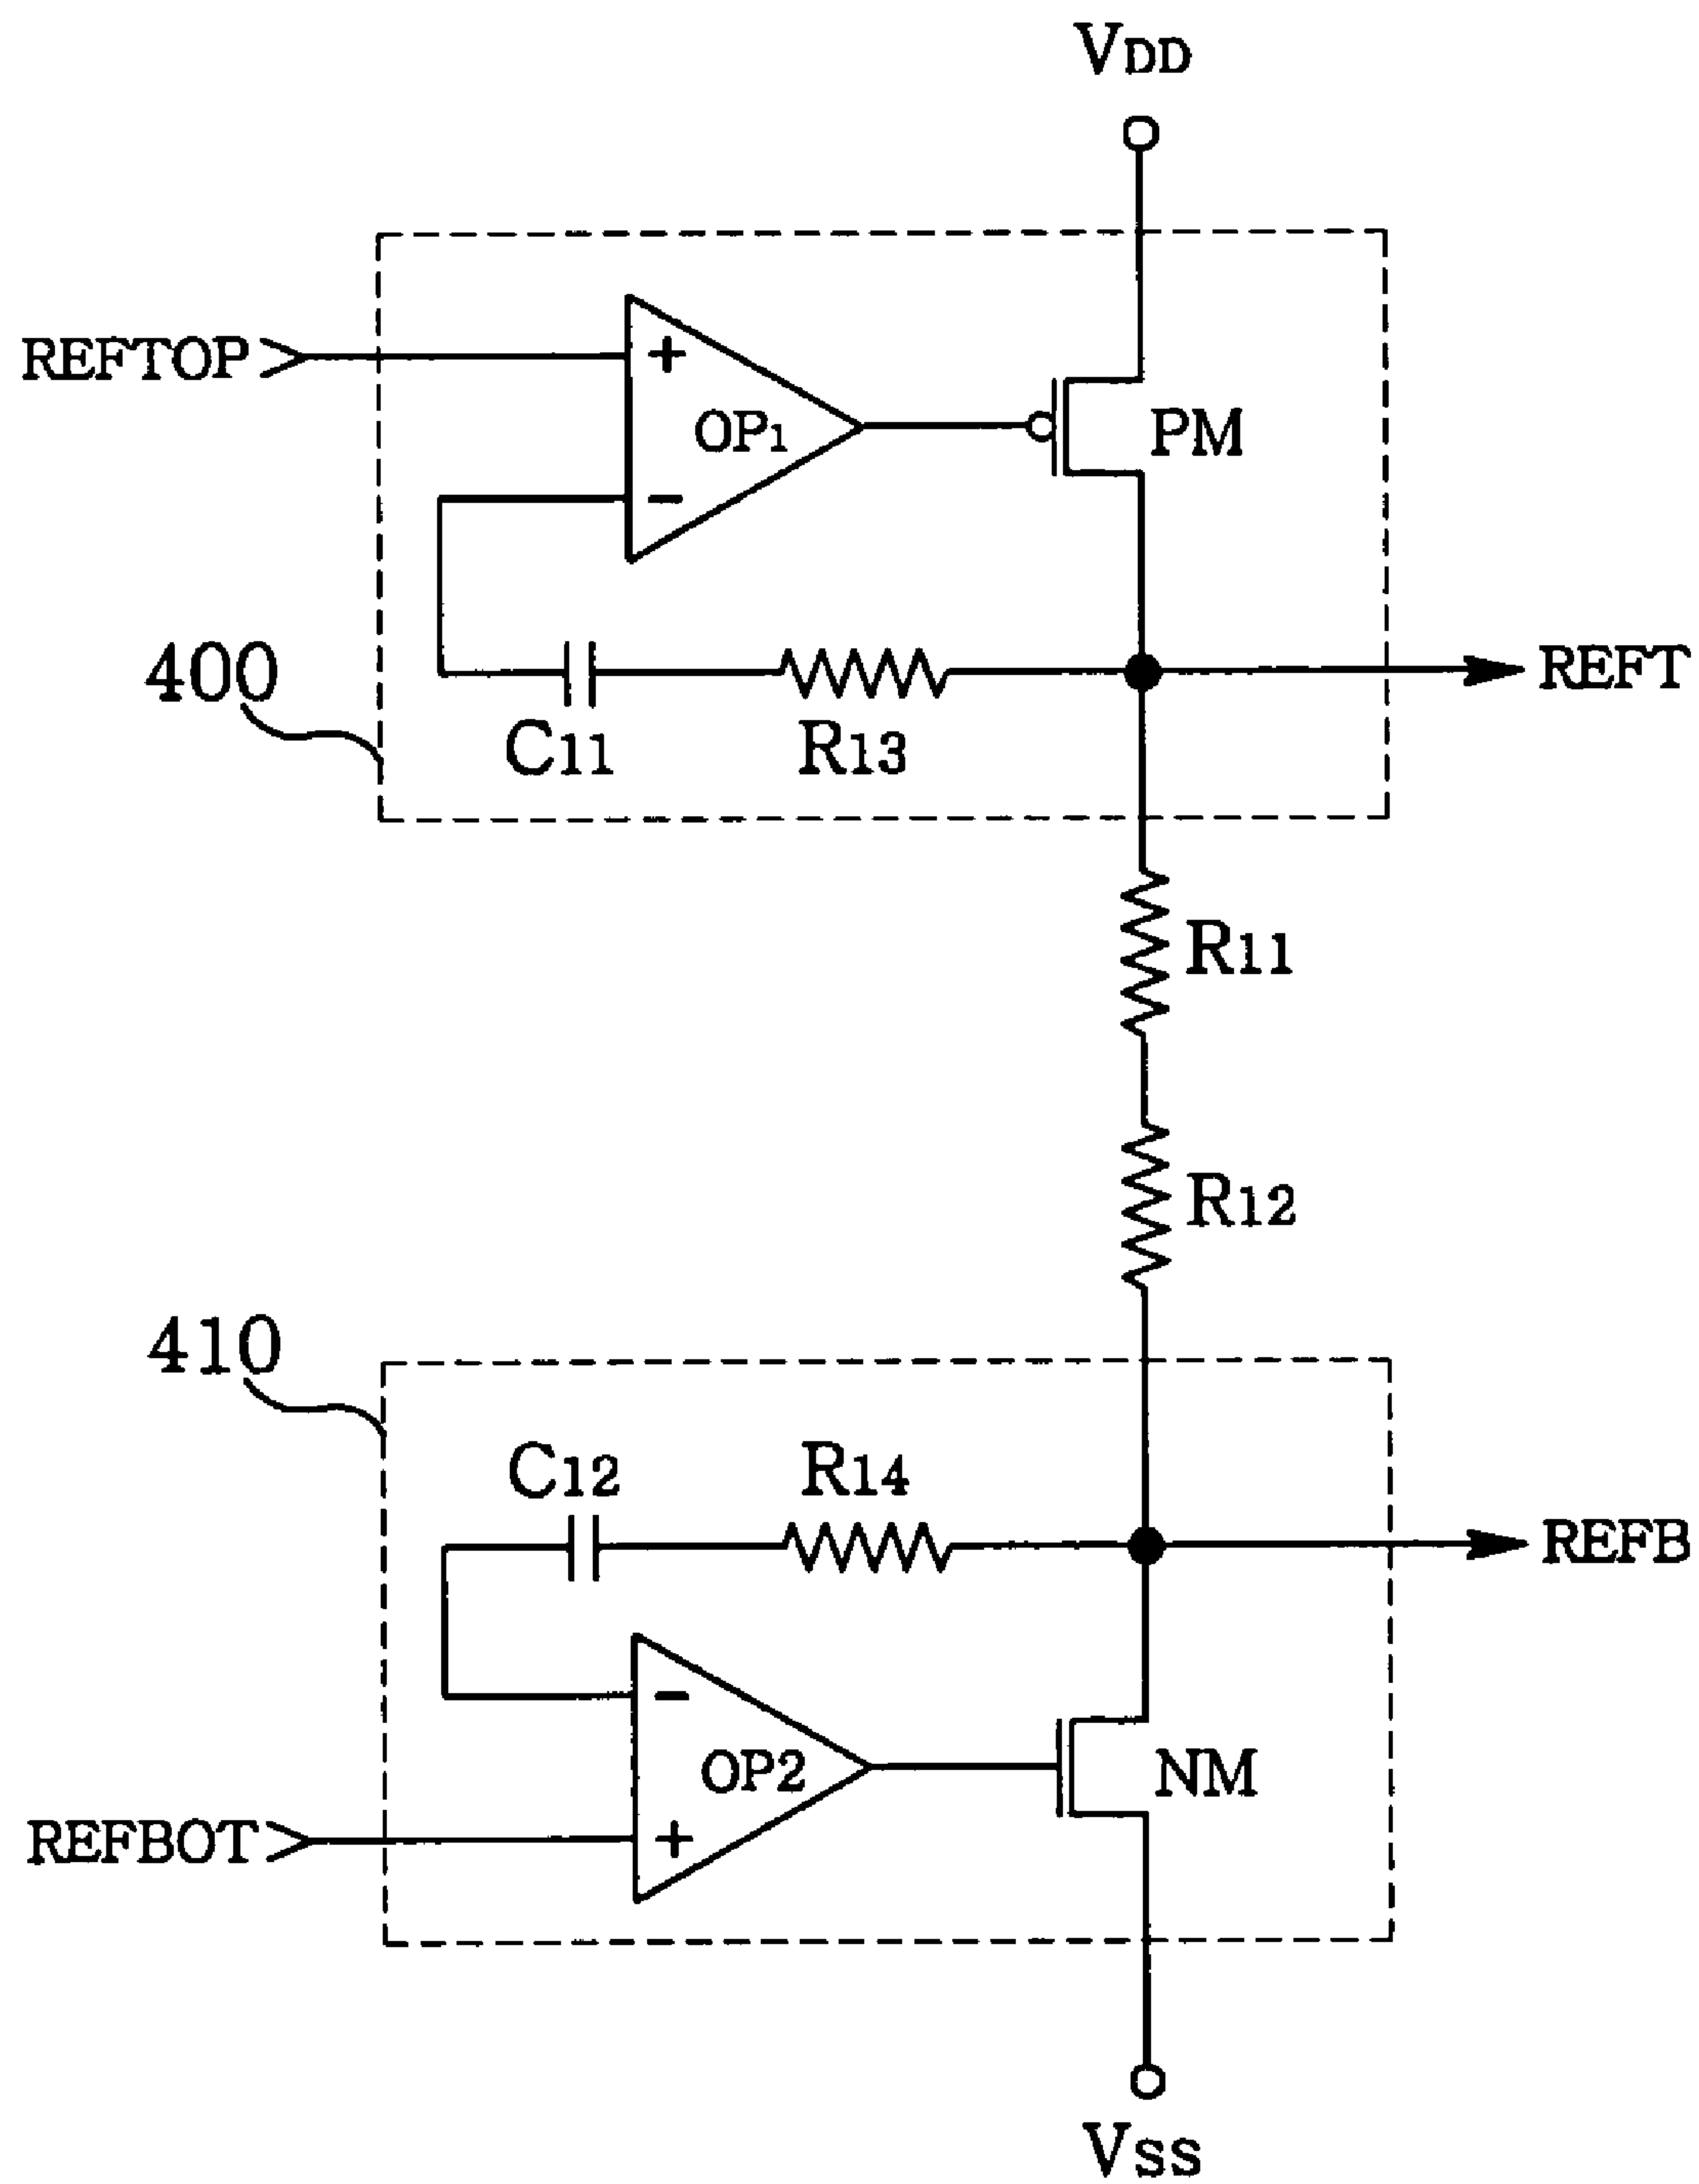 VDD
REFTOP
+
OP1
PM
-
400
REFT
C11
R13
R11
R12
410
C12
R14
REFB
-
OP2
NM
REFBOT
+
VSS